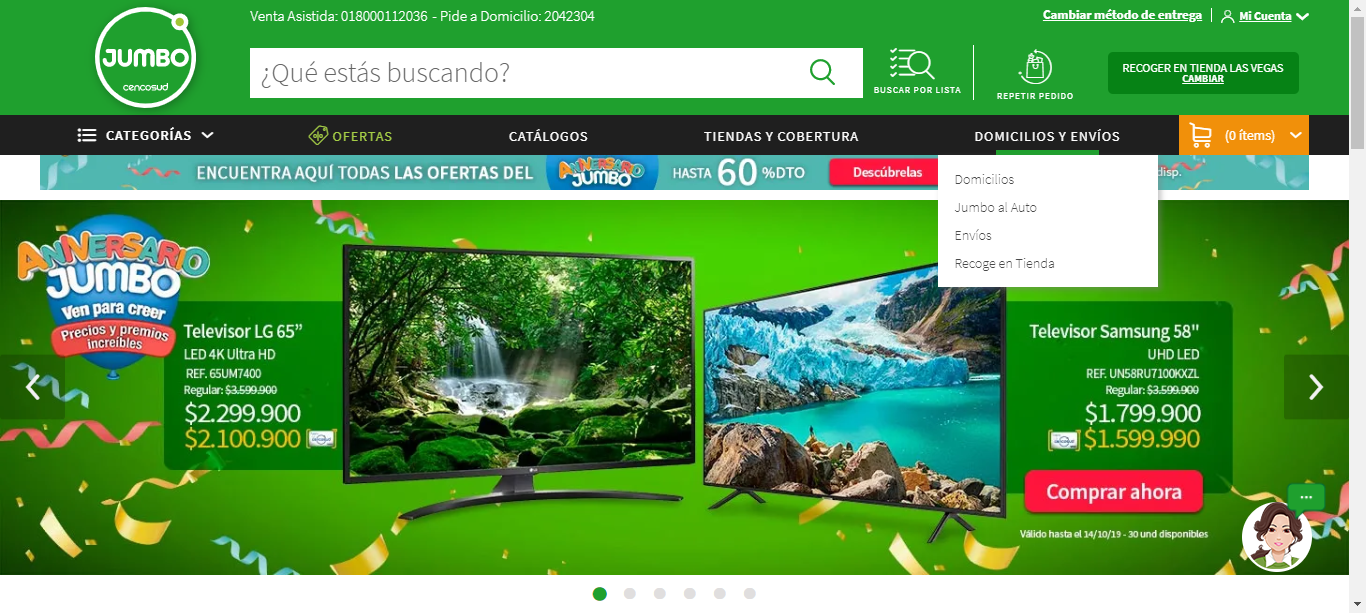 Venta Asistida: 018000112036 - Pide a Domicilio: 2042304
Cambiar método de entrega
Mi Cuenta
JUMBO
cencosud
¿Qué estás buscando?
BUSCAR POR LISTA
REPETIR PEDIDO
RECOGER EN TIENDA LAS VEGAS
CAMBIAR
CATEGORÍAS
OFERTAS
CATÁLOGOS
TIENDAS Y COBERTURA
DOMICILIOS Y ENVÍOS
(0 ítems)
ENCUENTRA AQUÍ TODAS LAS OFERTAS DEL
ANIVERSARIO
JUMBO
HASTA 60 %DTO
Descúbrelas
disp.
Domicilios
Jumbo al Auto
Envíos
Recoge en Tienda
ANIVERSARIO
JUMBO
Ven para creer
Precios y premios
increíbles
Televisor LG 65”
LED 4K Ultra HD
REF. 65UM7400
Regular: $3.599.900
$2.299.900
$2.100.900
cencosud
LG
Televisor Samsung 58"
UHD LED
REF. UN58RU7100KXZL
Regular: $3.599.900
$1.799.900
cencosud
$1.599.990
Comprar ahora
Válido hasta el 14/10/19 - 30 und disponibles